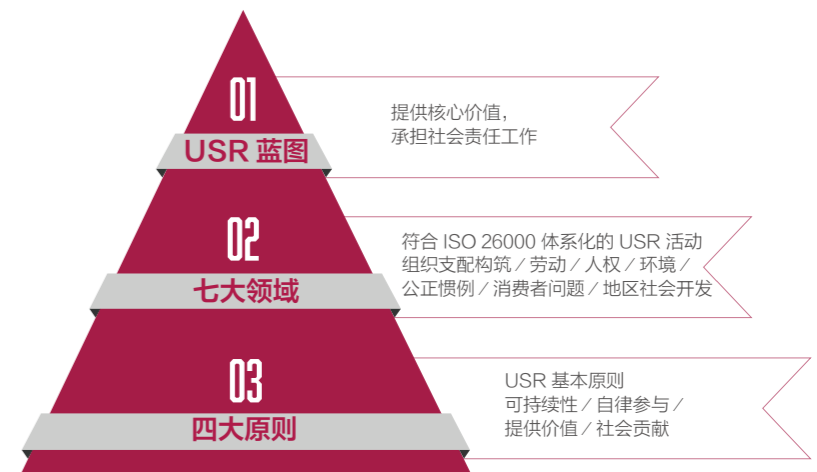 01
USR 蓝图
提供核心价值，
承担社会责任工作
02
七大领域
符合 ISO 26000 体系化的 USR 活动
组织支配构筑 / 劳动 / 人权 / 环境 /
公正惯例 / 消费者问题 / 地区社会开发
03
四大原则
USR 基本原则
可持续性 / 自律参与 /
提供价值 / 社会贡献